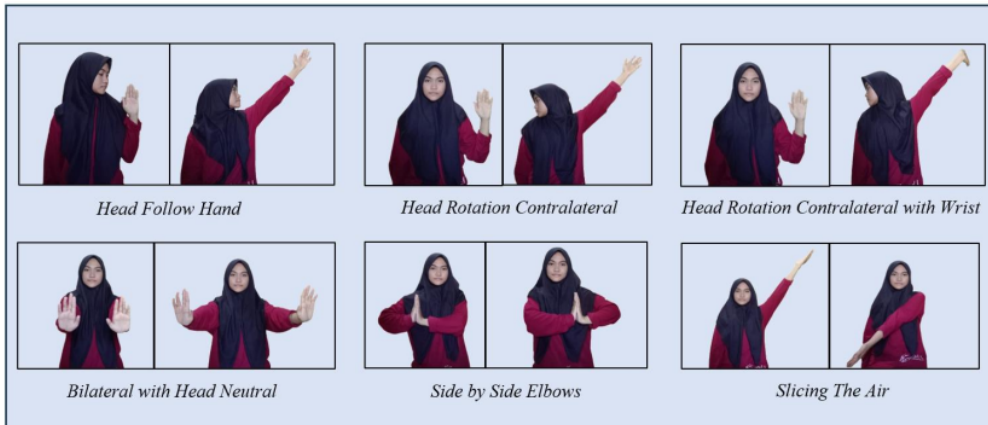 Head Follow Hand
Head Rotation Contralateral
Head Rotation Contralateral with Wrist
Bilateral with Head Neutral
Side by Side Elbows
Slicing The Air